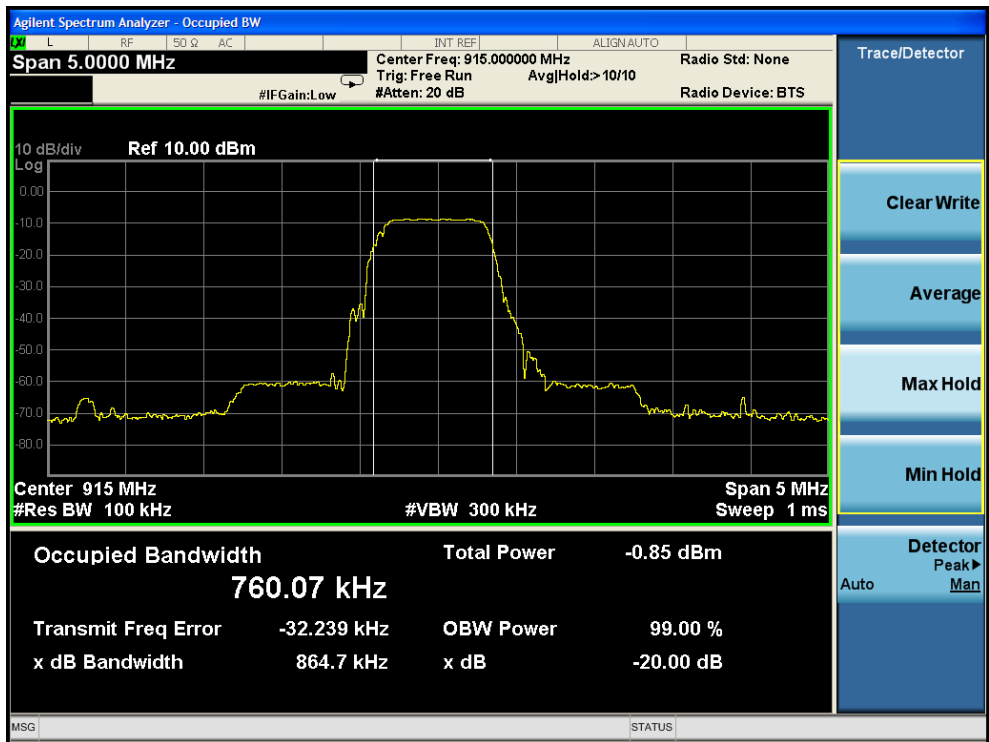 Agilent Spectrum Analyzer - Occupied BW
LXI L RF 50 Ω AC INT REF ALIGN AUTO
Span 5.0000 MHz
Center Freq: 915.000000 MHz
Radio Std: None
Trig: Free Run Avg|Hold:> 10/10
#IFGain:Low
#Atten: 20 dB
Radio Device: BTS
10 dB/div Ref 10.00 dBm
Log
0.00
-10.0
-20.0
-30.0
-40.0
-50.0
-60.0
-70.0
-80.0
Center 915 MHz Span 5 MHz
#Res BW 100 kHz #VBW 300 kHz Sweep 1 ms
Occupied Bandwidth Total Power -0.85 dBm
760.07 kHz
Transmit Freq Error -32.239 kHz OBW Power 99.00 %
x dB Bandwidth 864.7 kHz x dB -20.00 dB
Trace/Detector
Clear Write
Average
Max Hold
Min Hold
Detector
Peak▶
Auto Man
MSG STATUS